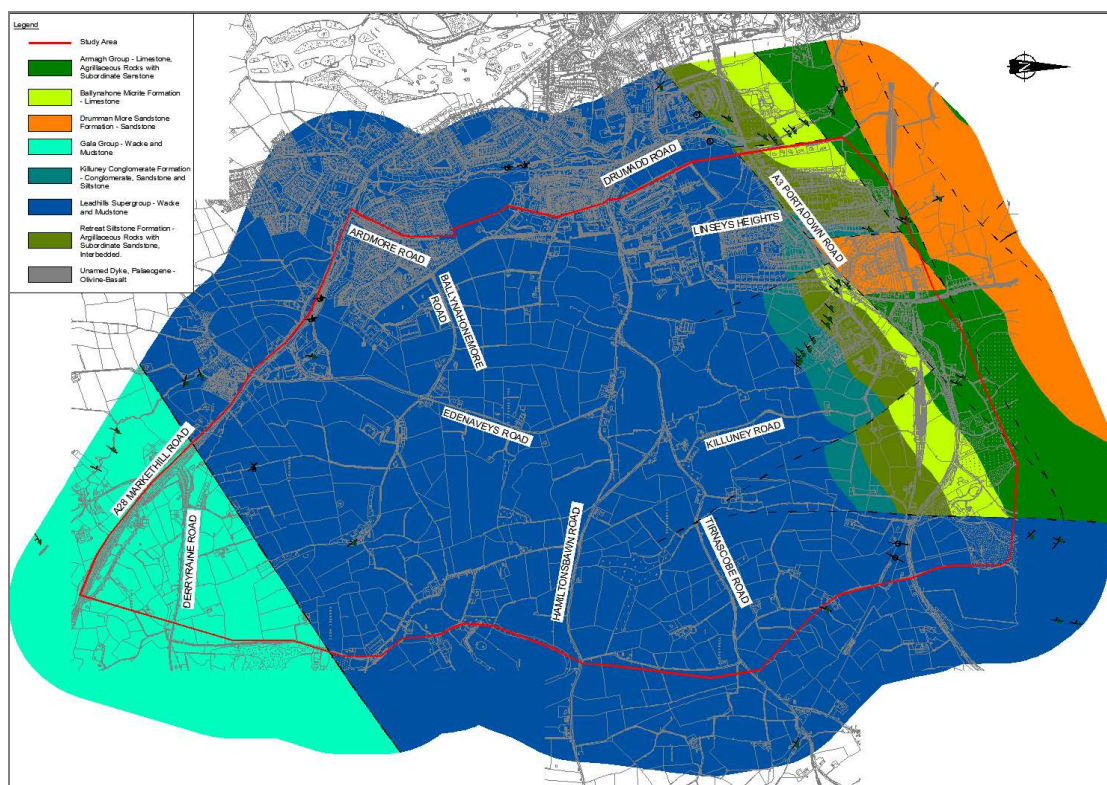 Legend
Study Area
Armagh Group - Limestone,
Agrillaceous Rocks with
Subordinate Sanstone
Ballynahone Micrite Formation
- Limestone
Drumman More Sandstone
Formation - Sandstone
Gala Group - Wacke and
Mudstone
Killuney Conglomerate Formation
- Conglomerate, Sandstone and
Siltstone
Leadhills Supergroup - Wacke
and Mudstone
Retreat Siltstone Formation -
Argillaceous Rocks with
Subordinate Sandstone,
Interbedded.
Unamed Dyke, Palaeogene -
Olivine-Basalt
N
DRUMADD ROAD
A3 PORTADOWN ROAD
LINSEYS HEIGHTS
ARDMORE ROAD
BALLYNAHONEMORE
ROAD
EDENAVEYS ROAD
KILLUNEY ROAD
A28 MARKETHILL ROAD
DERRYRAINE ROAD
HAMILTONSBAWN ROAD
TIRNASCOBE ROAD